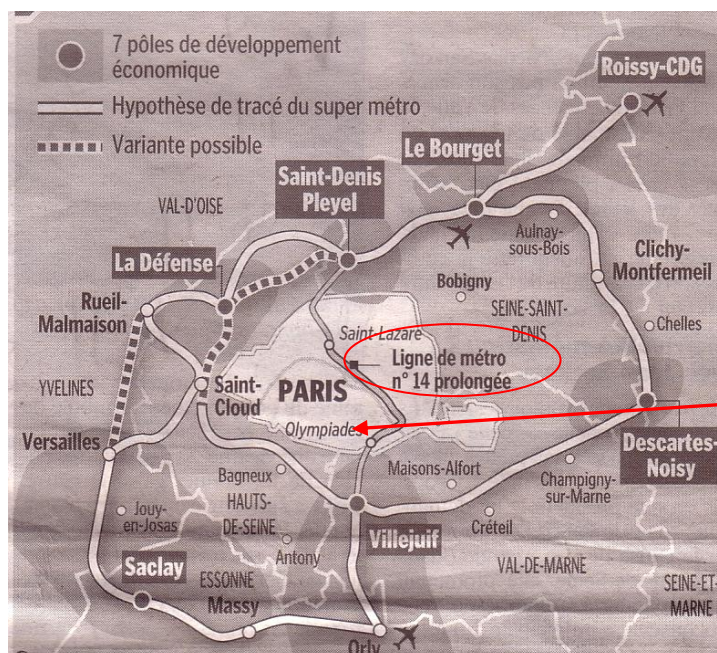 7 pôles de développement
économique
Hypothèse de tracé du super métro
Variante possible
Roissy-CDG
Le Bourget
Saint-Denis
Pleyel
VAL-D'OISE
Aulnay-
sous-Bois
La Défense
Clichy-
Montfermeil
Bobigny
Rueil-
Malmaison
SEINE-SAINT-
DENIS
Saint-Lazare
Chelles
Ligne de métro
n° 14 prolongée
YVELINES
Saint-
Cloud
PARIS
Olympiades
Versailles
Descartes-
Noisy
Bagneux
Maisons-Alfort
Champigny-
sur-Marne
HAUTS-
DE-SEINE
Jouy-
en-Josas
Villejuif
Créteil
Antony
Saclay
VAL-DE-MARNE
ESSONNE
SEINE-ET-
MARNE
Massy
Orly